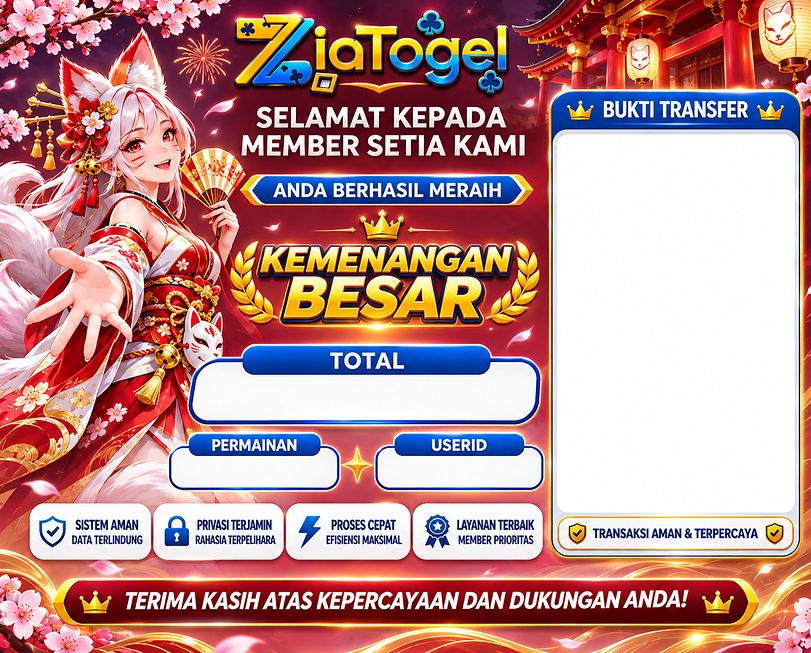 ZiaTogel
SELAMAT KEPADA
MEMBER SETIA KAMI
ANDA BERHASIL MERAIH
KEMENANGAN
BESAR
TOTAL
PERMAINAN
USERID
SISTEM AMAN
DATA TERLINDUNG
PRIVASI TERJAMIN
RAHASIA TERPELIHARA
PROSES CEPAT
EFISIENSI MAKSIMAL
LAYANAN TERBAIK
MEMBER PRIORITAS
BUKTI TRANSFER
TRANSAKSI AMAN & TERPERCAYA
TERIMA KASIH ATAS KEPERCAYAAN DAN DUKUNGAN ANDA!